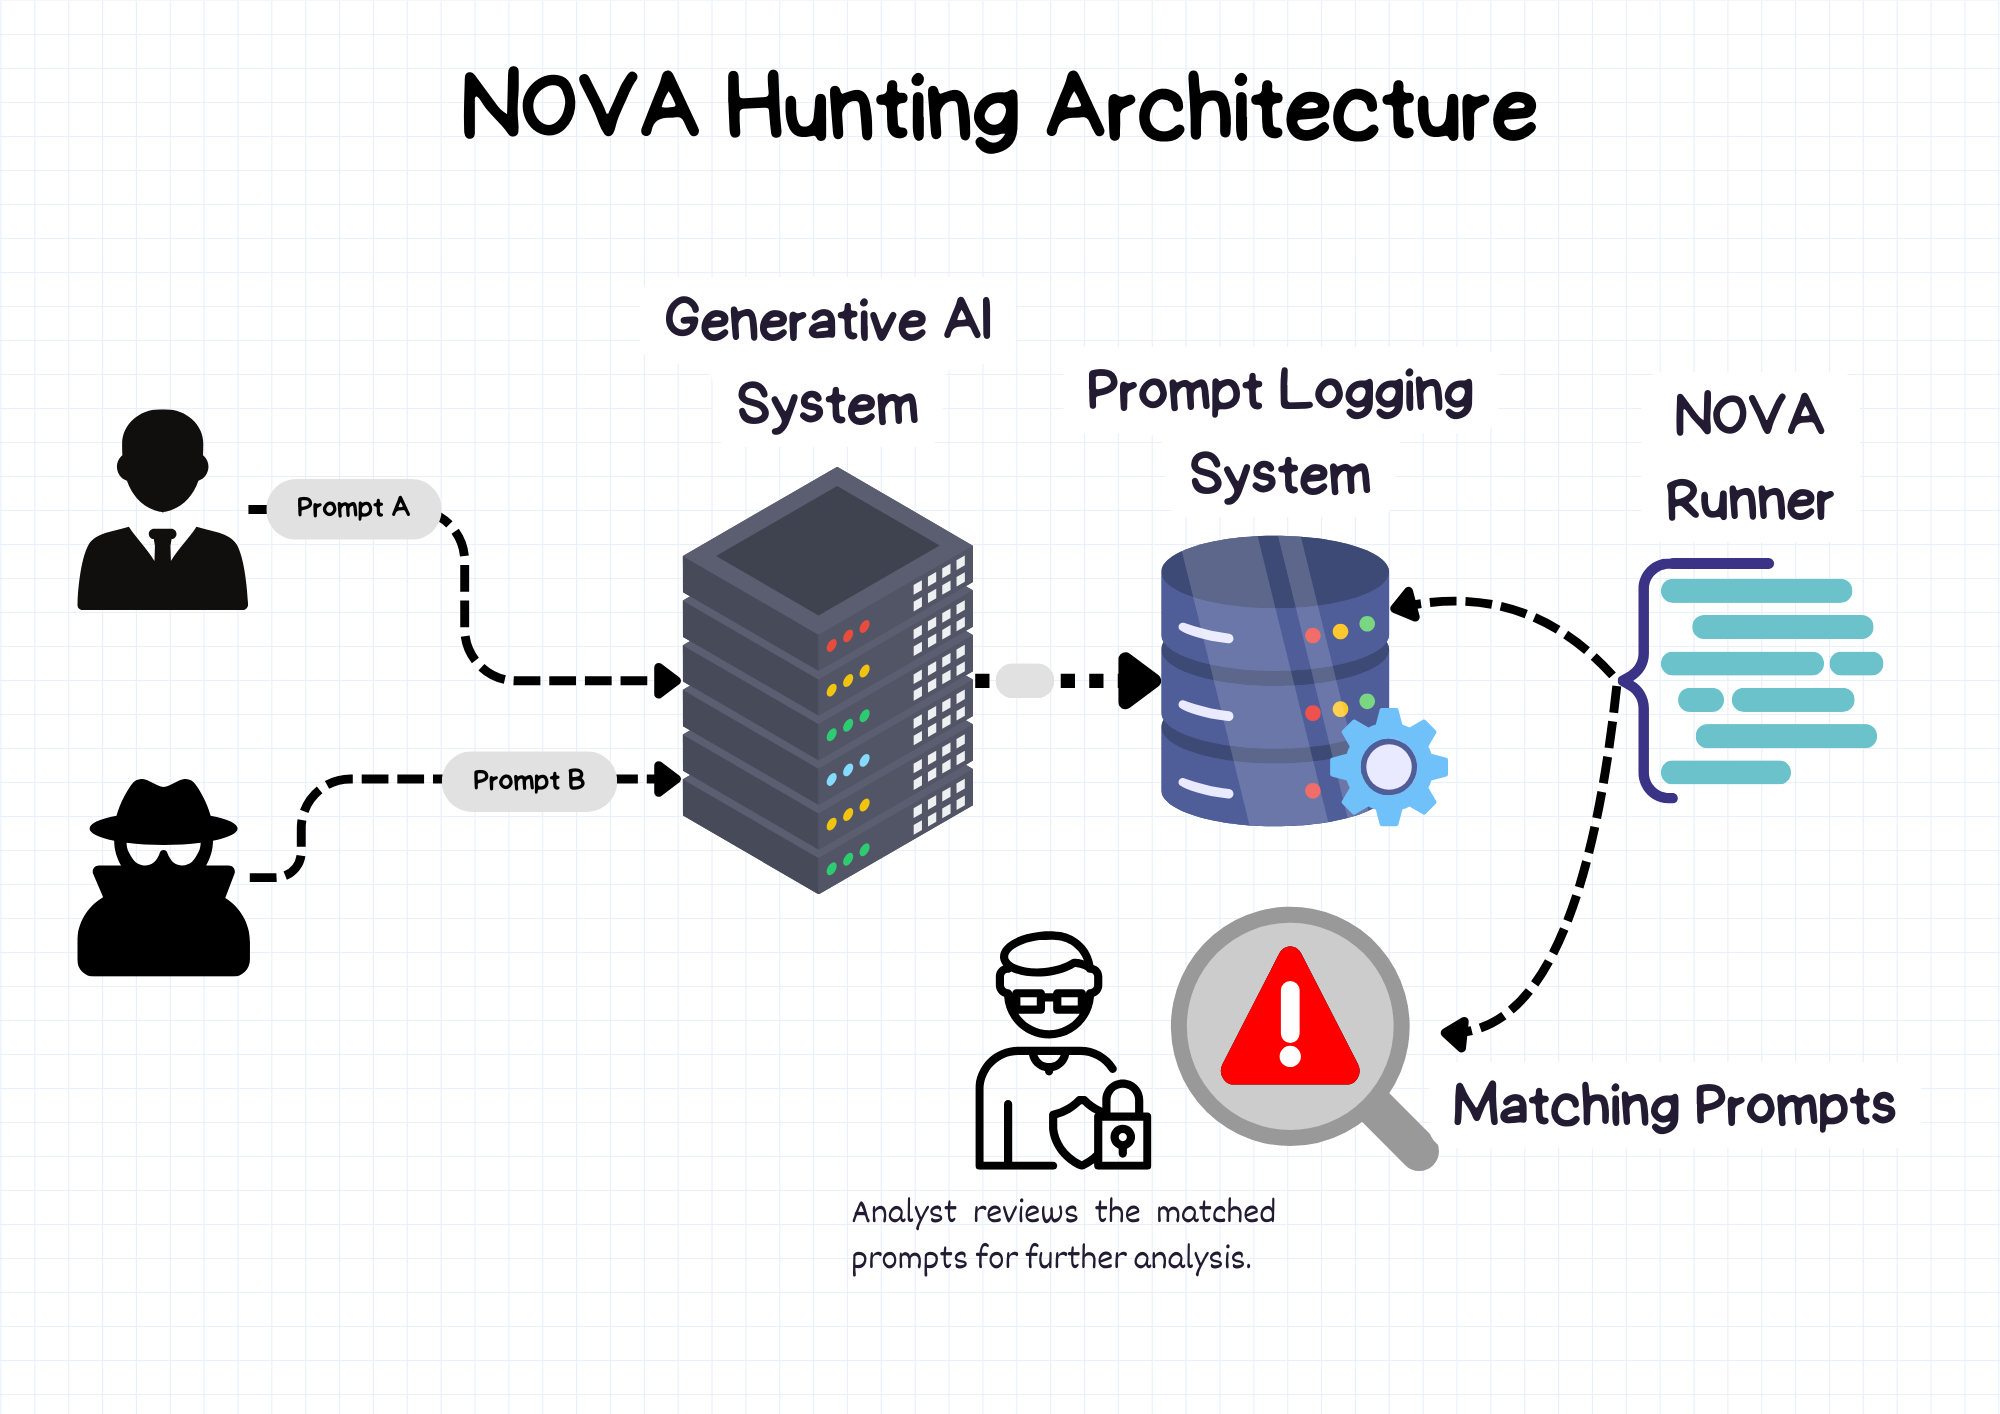 NOVA Hunting Architecture
Generative AI
System
Prompt Logging
System
NOVA
Runner
Prompt A
Prompt B
Matching Prompts
Analyst reviews the matched
prompts for further analysis.